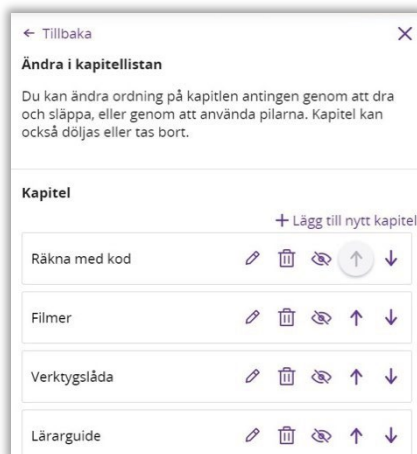 ← Tillbaka
Ändra i kapitellistan
Du kan ändra ordning på kapitlen antingen genom att dra
och släppa, eller genom att använda pilarna. Kapitel kan
också döljas eller tas bort.
Kapitel
+ Lägg till nytt kapitel
Räkna med kod
Filmer
Verktygslåda
Lärarguide